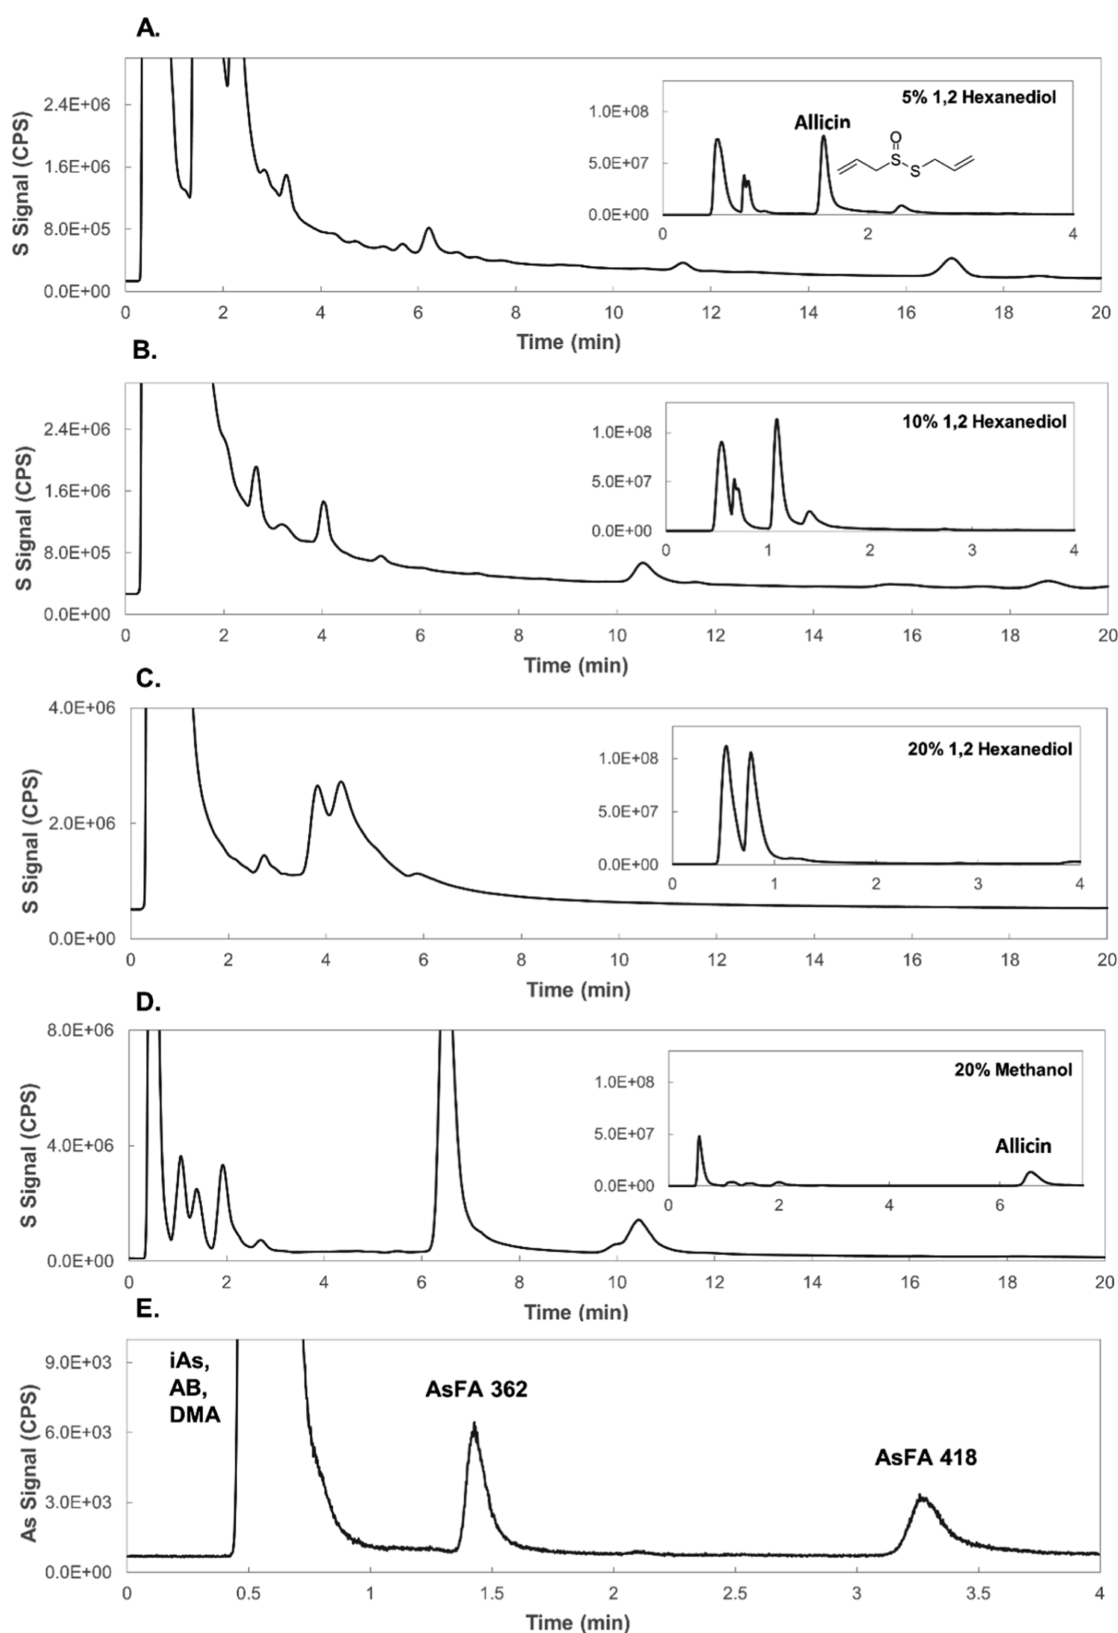 A.
S Signal (CPS)
2.4E+06
1.6E+06
8.0E+05
0.0E+00
0 2 4 6 8 10 12 14 16 18 20
Time (min)
5% 1,2 Hexanediol
1.0E+08
5.0E+07
0.0E+00
Allicin
O
S
S
0 2 4
B.
S Signal (CPS)
2.4E+06
1.6E+06
8.0E+05
0.0E+00
0 2 4 6 8 10 12 14 16 18 20
Time (min)
10% 1,2 Hexanediol
1.0E+08
5.0E+07
0.0E+00
0 1 2 3 4
C.
S Signal (CPS)
4.0E+06
2.0E+06
0.0E+00
0 2 4 6 8 10 12 14 16 18 20
Time (min)
20% 1,2 Hexanediol
1.0E+08
5.0E+07
0.0E+00
0 1 2 3 4
D.
S Signal (CPS)
8.0E+06
4.0E+06
0.0E+00
0 2 4 6 8 10 12 14 16 18 20
Time (min)
20% Methanol
1.0E+08
5.0E+07
0.0E+00
Allicin
0 2 4 6
E.
As Signal (CPS)
9.0E+03
6.0E+03
3.0E+03
0.0E+00
iAs,
AB,
DMA
AsFA 362
AsFA 418
0 0.5 1 1.5 2 2.5 3 3.5 4
Time (min)